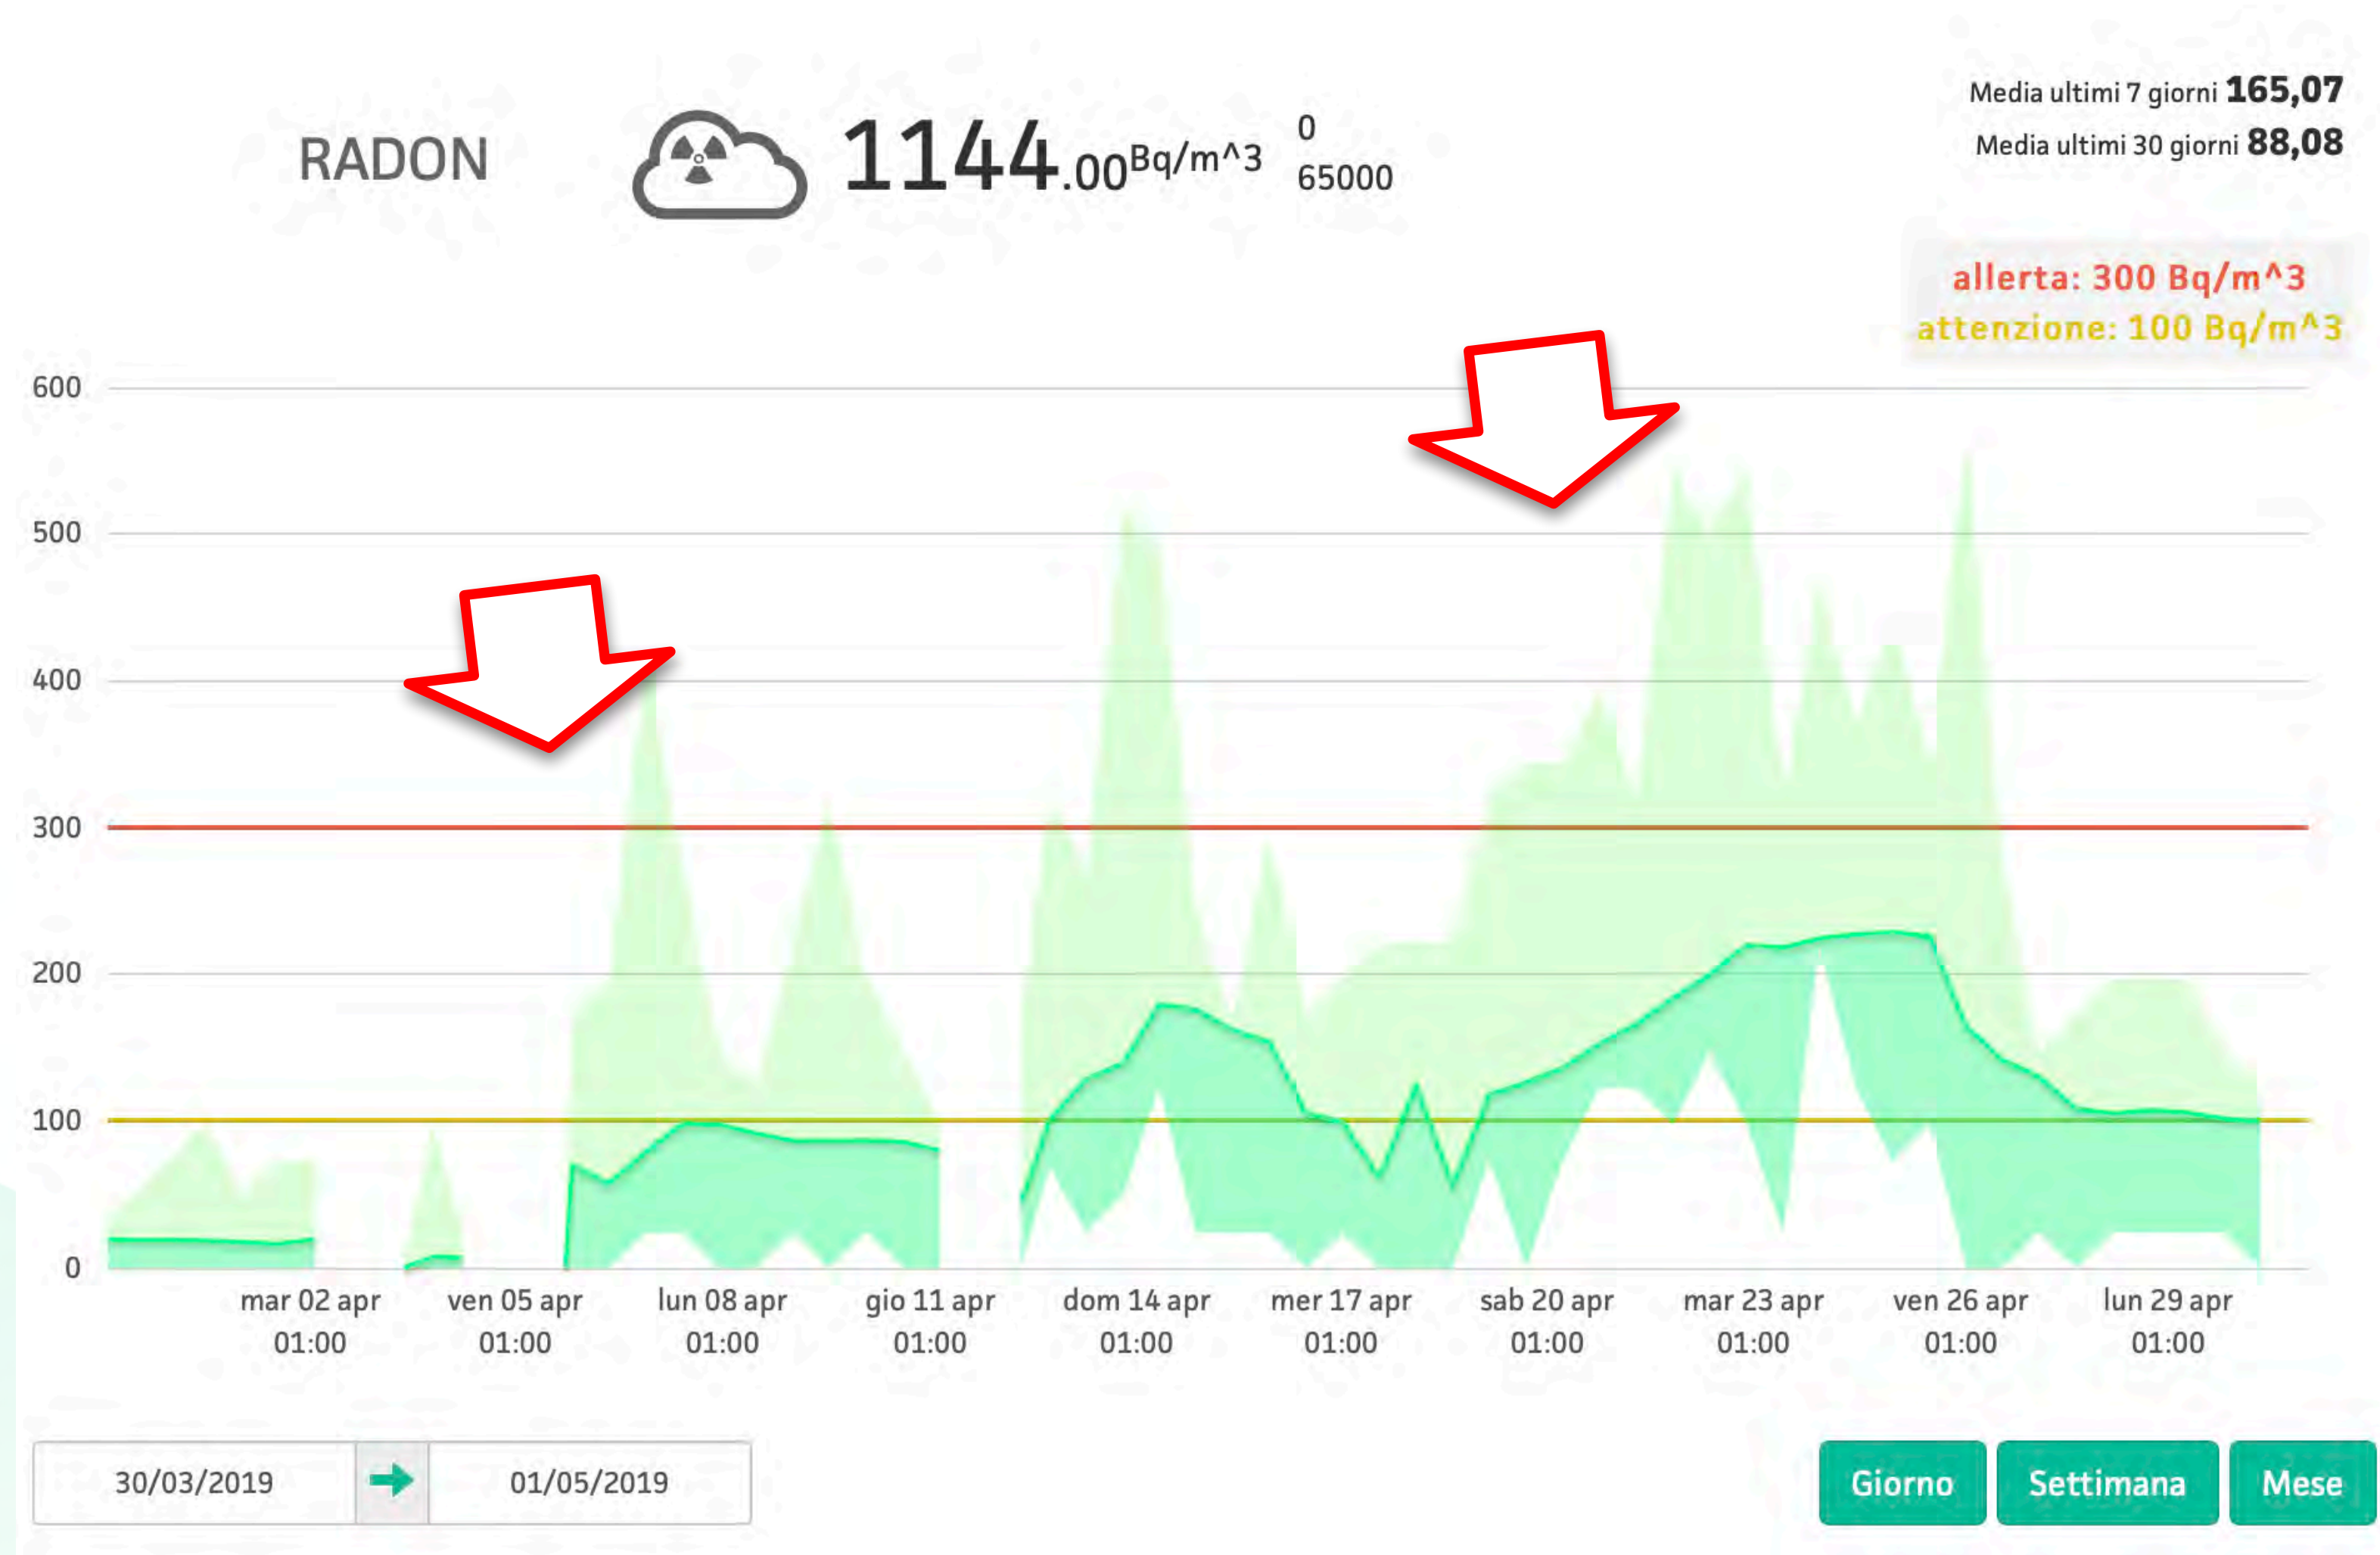 RADON
1144.00Bq/m^3
0
65000
Media ultimi 7 giorni 165,07
Media ultimi 30 giorni 88,08
allerta: 300 Bq/m^3
attenzione: 100 Bq/m^3
600
500
400
300
200
100
0
mar 02 apr 01:00
ven 05 apr 01:00
lun 08 apr 01:00
gio 11 apr 01:00
dom 14 apr 01:00
mer 17 apr 01:00
sab 20 apr 01:00
mar 23 apr 01:00
ven 26 apr 01:00
lun 29 apr 01:00
30/03/2019
01/05/2019
Giorno
Settimana
Mese